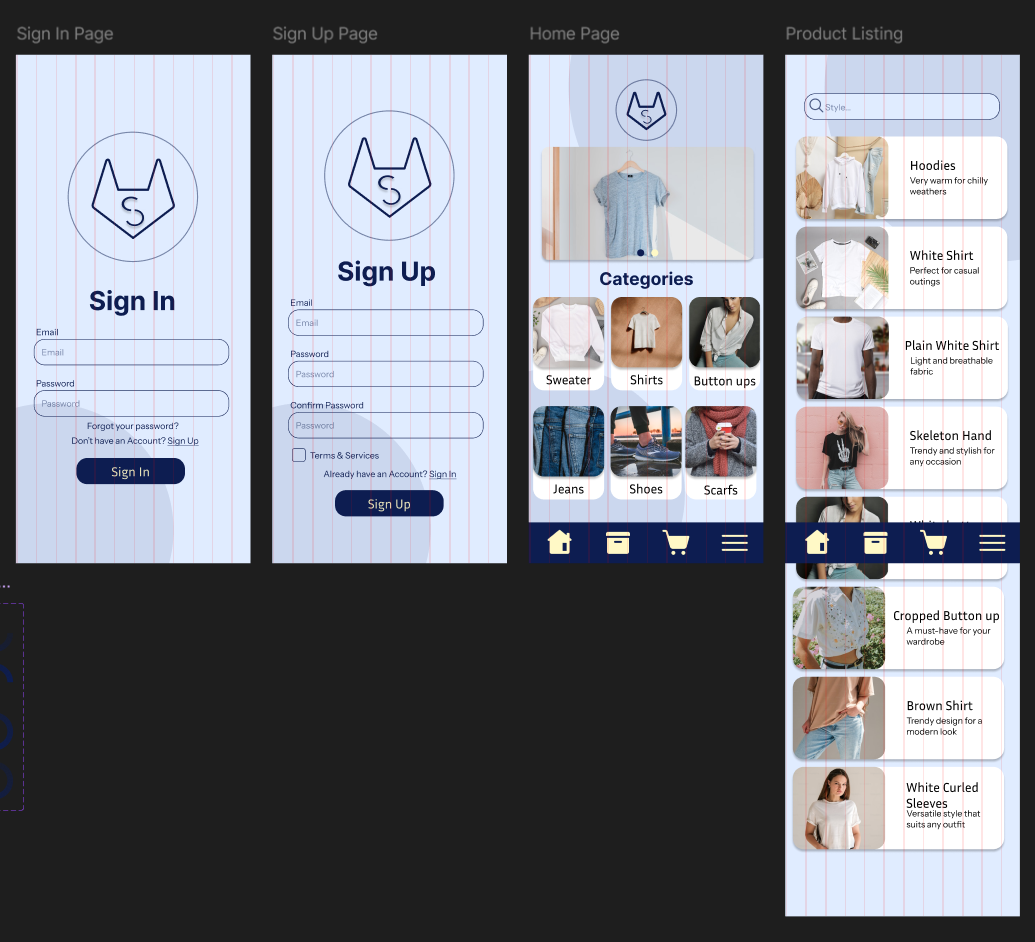 Sign In Page
Sign Up Page
Home Page
Product Listing
S
Sign In
Email
Email
Password
Password
Forgot your password?
Don't have an Account? Sign Up
Sign In
S
Sign Up
Email
Email
Password
Password
Confirm Password
Password
Terms & Services
Already have an Account? Sign In
Sign Up
S
Categories
Sweater
Shirts
Button ups
Jeans
Shoes
Scarfs
Style...
Hoodies
Very warm for chilly
weathers
White Shirt
Perfect for casual
outings
Plain White Shirt
Light and breathable
fabric
Skeleton Hand
Trendy and stylish for
any occasion
Cropped Button up
A must-have for your
wardrobe
Brown Shirt
Trendy design for a
modern look
White Curled
Sleeves
Versatile style that
suits any outfit